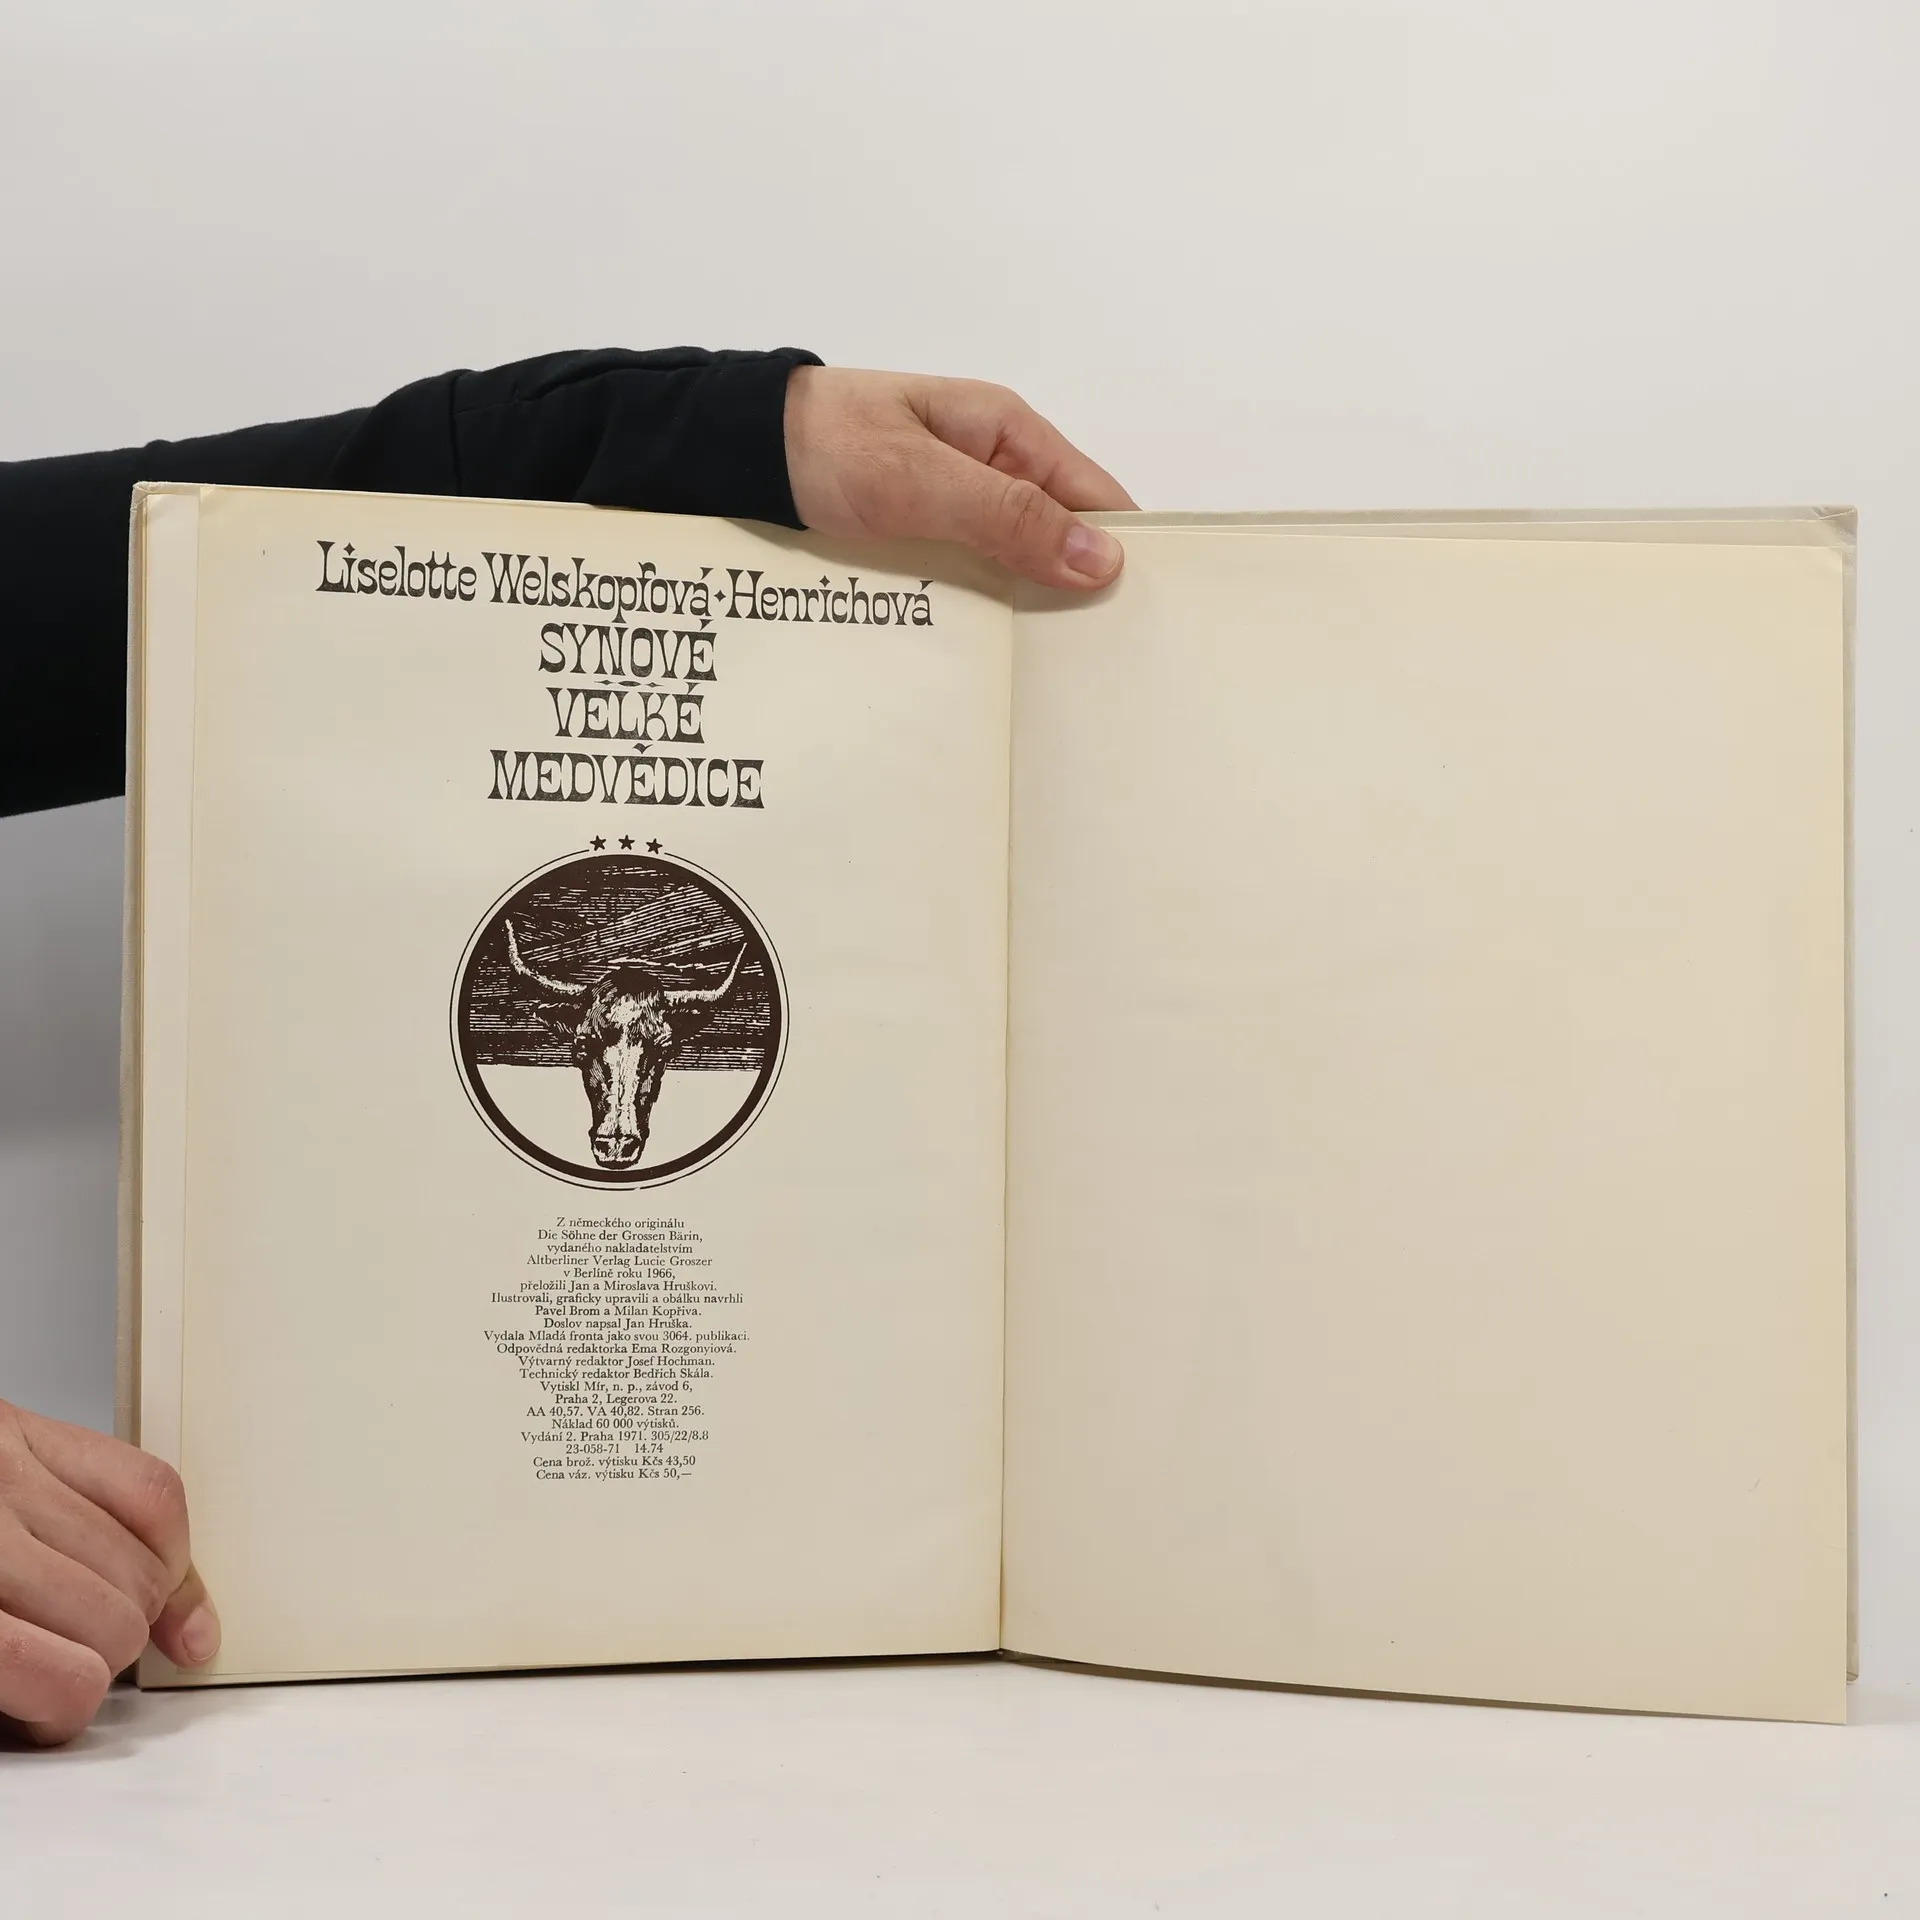 Liselotte Welskopfová-Henrichová
SYNOVÉ
VELKÉ
MEDVĚDICE
Z německého originálu
Die Söhne der Grossen Bärin,
vydaného nakladatelstvím
Altberliner Verlag Lucie Groszer
v Berlíně roku 1966,
přeložili Jan a Miroslava Hruškovi.
Ilustrovali, graficky upravili a obálku navrhli
Pavel Brom a Milan Kopřiva.
Doslov napsal Jan Hruška.
Vydala Mladá fronta jako svou 3064. publikaci.
Odpovědná redaktorka Ema Rozgonyiová.
Výtvarný redaktor Josef Hochman.
Technický redaktor Bedřich Skála.
Vytiskl Mír, n. p., závod 6,
Praha 2, Legerova 22.
AA 40,57. VA 40,82. Stran 256.
Náklad 60 000 výtisků.
Vydání 2. Praha 1971. 305/22/8.8
23-058-71 14.74
Cena brož. výtisku Kčs 43,50
Cena váz. výtisku Kčs 50,—